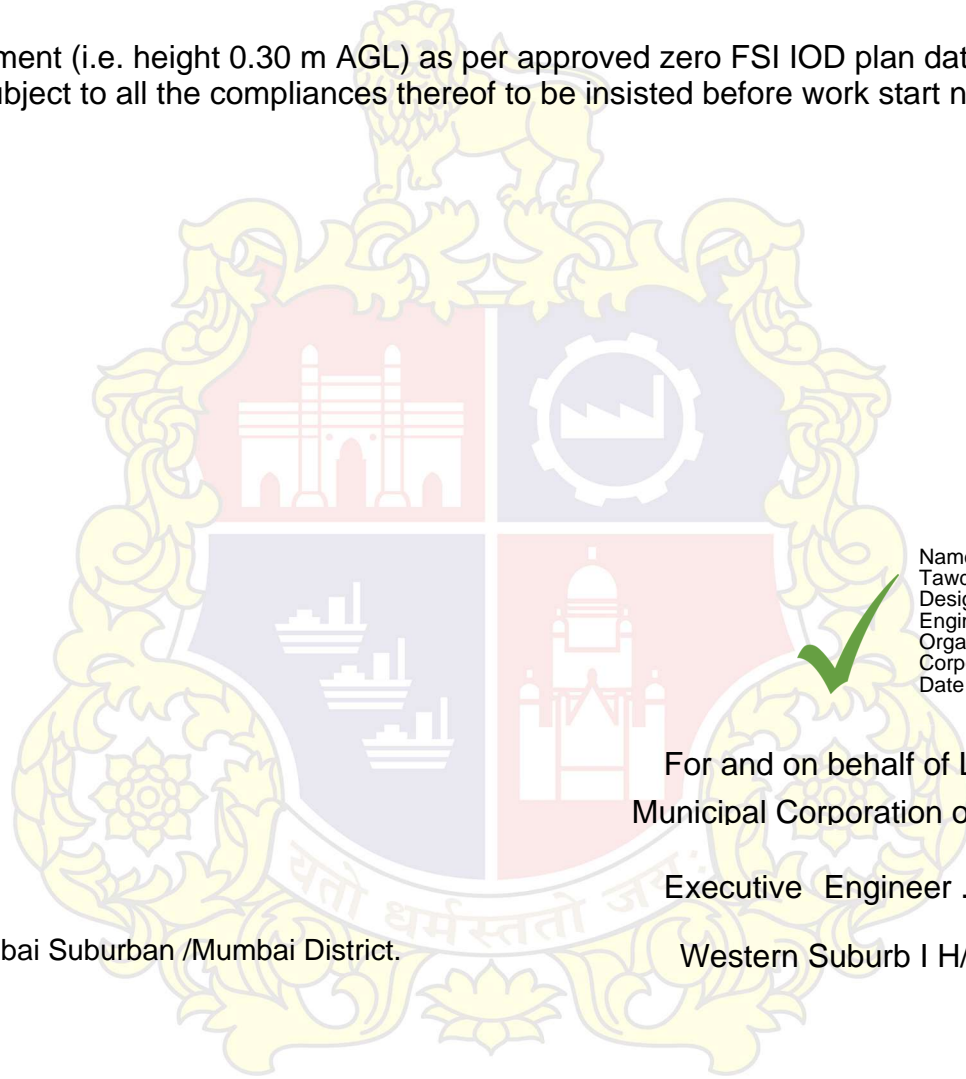 ment (i.e. height 0.30 m AGL) as per approved zero FSI IOD plan dat
bject to all the compliances thereof to be insisted before work start n
Name
Tawd
Desig
Engin
Orga
Corp
Date
For and on behalf of L
Municipal Corporation o
Executive Engineer .
bai Suburban /Mumbai District.
Western Suburb I H/
यतो धर्मस्ततो जय: